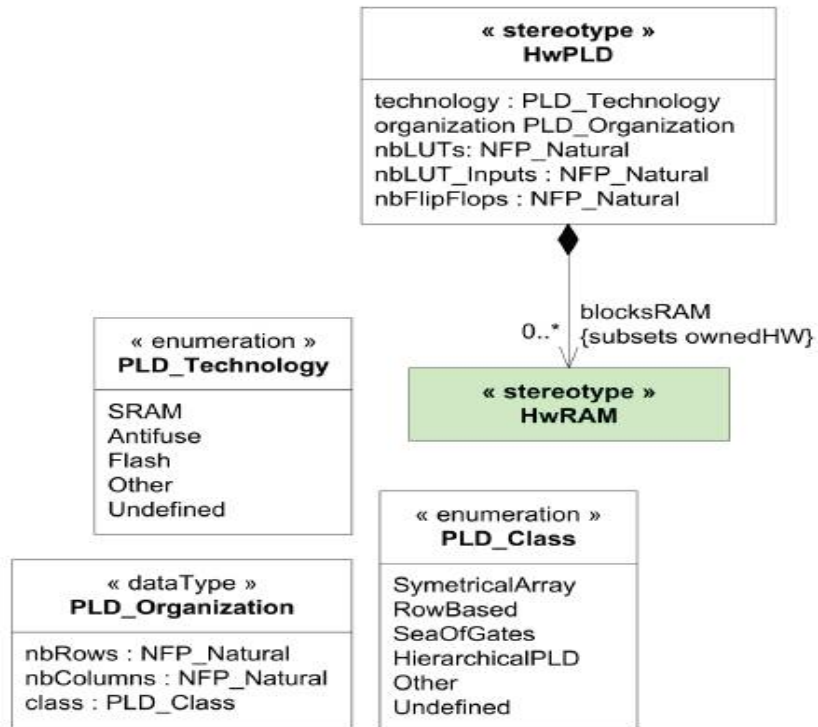 « stereotype »
HwPLD
technology : PLD_Technology
organization PLD_Organization
nbLUTs: NFP_Natural
nbLUT_Inputs : NFP_Natural
nbFlipFlops : NFP_Natural
blocksRAM
0..* {subsets ownedHW}
« stereotype »
HwRAM
« enumeration »
PLD_Technology
SRAM
Antifuse
Flash
Other
Undefined
« enumeration »
PLD_Class
SymetricalArray
RowBased
SeaOfGates
HierarchicalPLD
Other
Undefined
« dataType »
PLD_Organization
nbRows : NFP_Natural
nbColumns : NFP_Natural
class : PLD_Class